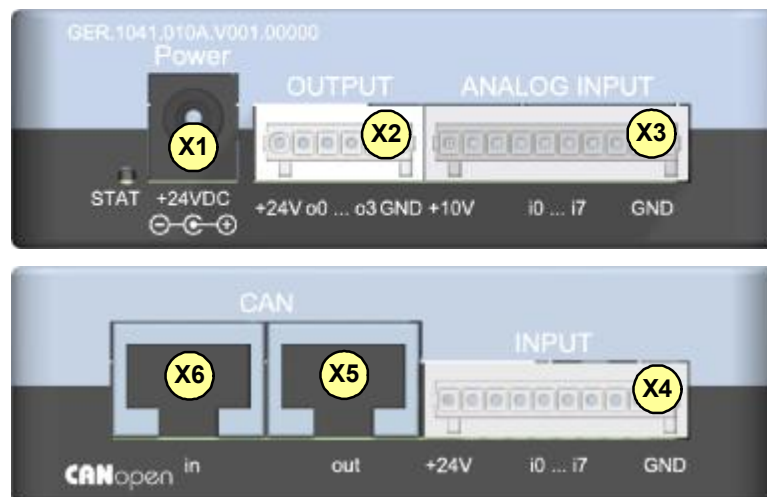 GER.1041.010A.V001.00000
Power
OUTPUT ANALOG INPUT
X1 X2 X3
STAT +24VDC +24V o0 ... o3 GND +10V i0 ... i7 GND
CAN
INPUT
X6 X5 X4
CANopen in out +24V i0 ... i7 GND